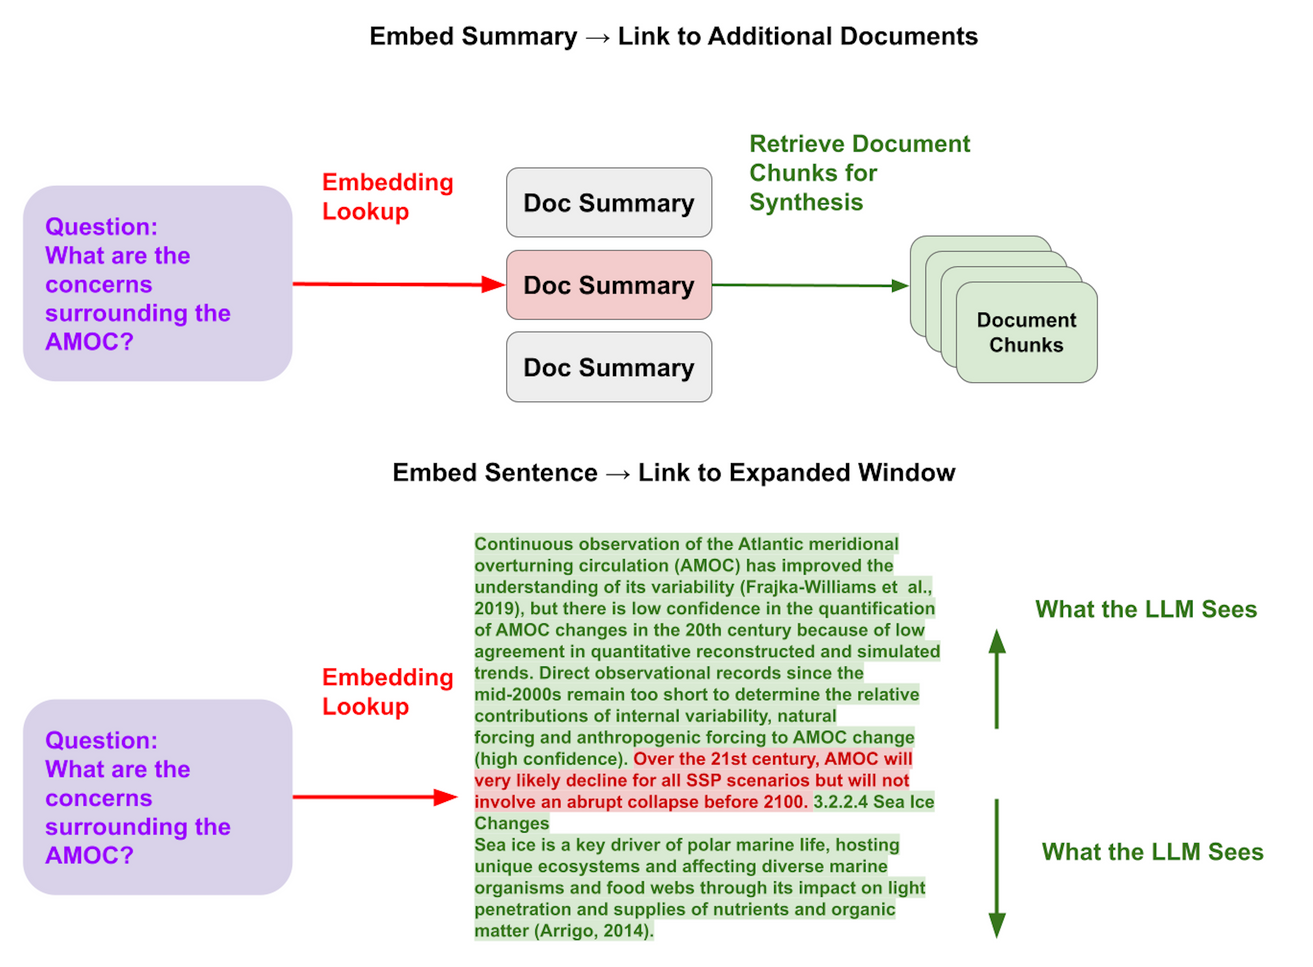 Embed Summary → Link to Additional Documents
Retrieve Document
Chunks for
Synthesis
Embedding
Lookup
Question:
What are the
concerns
surrounding the
AMOC?
Doc Summary
Doc Summary
Doc Summary
Document
Chunks
Embed Sentence → Link to Expanded Window
Continuous observation of the Atlantic meridional
overturning circulation (AMOC) has improved the
understanding of its variability (Frajka-Williams et  al.,
2019), but there is low confidence in the quantification
of AMOC changes in the 20th century because of low
agreement in quantitative reconstructed and simulated
trends. Direct observational records since the
mid-2000s remain too short to determine the relative
contributions of internal variability, natural
forcing and anthropogenic forcing to AMOC change
(high confidence). Over the 21st century, AMOC will
very likely decline for all SSP scenarios but will not
involve an abrupt collapse before 2100. 3.2.2.4 Sea Ice
Changes
Sea ice is a key driver of polar marine life, hosting
unique ecosystems and affecting diverse marine
organisms and food webs through its impact on light
penetration and supplies of nutrients and organic
matter (Arrigo, 2014).
What the LLM Sees
Embedding
Lookup
Question:
What are the
concerns
surrounding the
AMOC?
What the LLM Sees